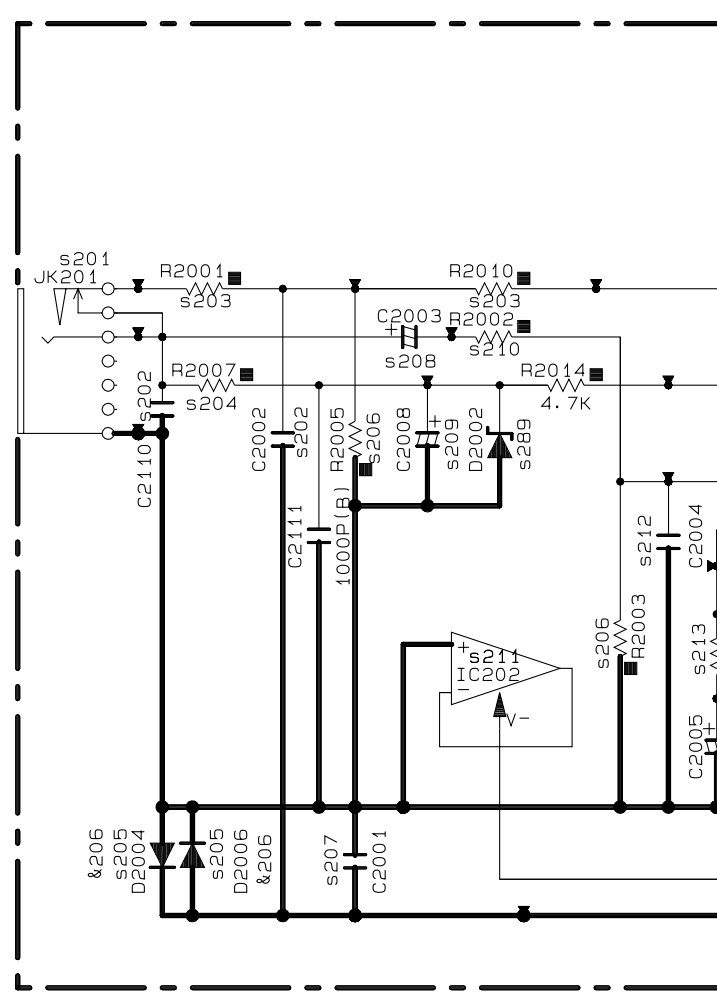 s201
JK201
R2001
s203
R2010
s203
C2003
+
s208
R2002
s210
R2007
s204
R2014
4.7K
s202
C2110
C2002
s202
R2005
s206
C2008
+
s209
D2002
s289
C2111
1000P(B)
s212
C2004
s206
R2003
s213
+
s211
IC202
-
V-
C2005
+
&206
s205
D2004
s205
D2006
&206
s207
C2001